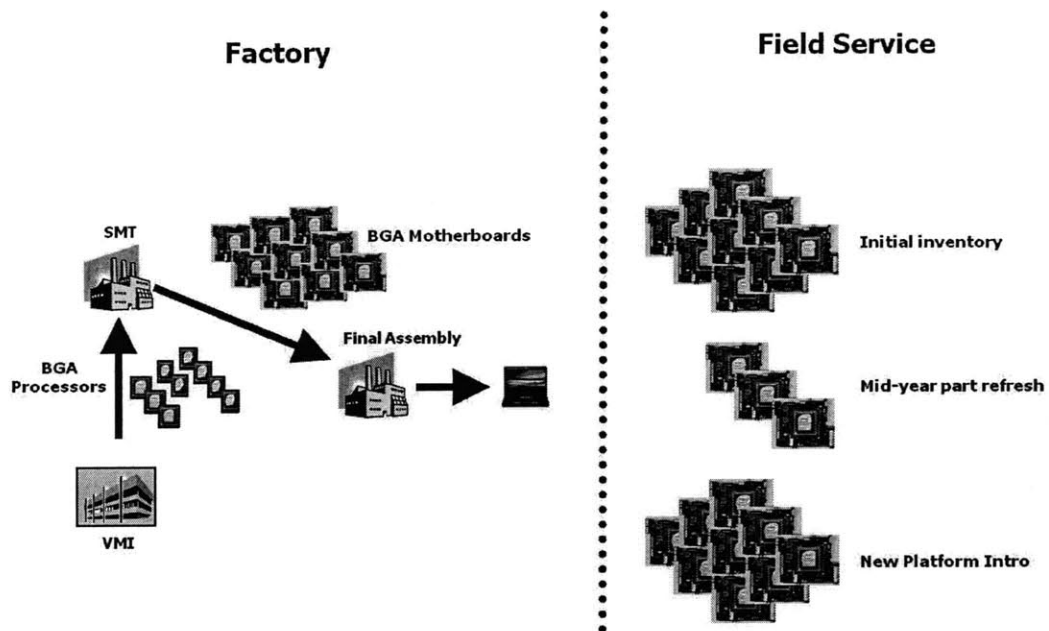 Factory
Field Service
SMT
BGA Motherboards
Initial inventory
Final Assembly
BGA
Processors
Mid-year part refresh
VMI
New Platform Intro